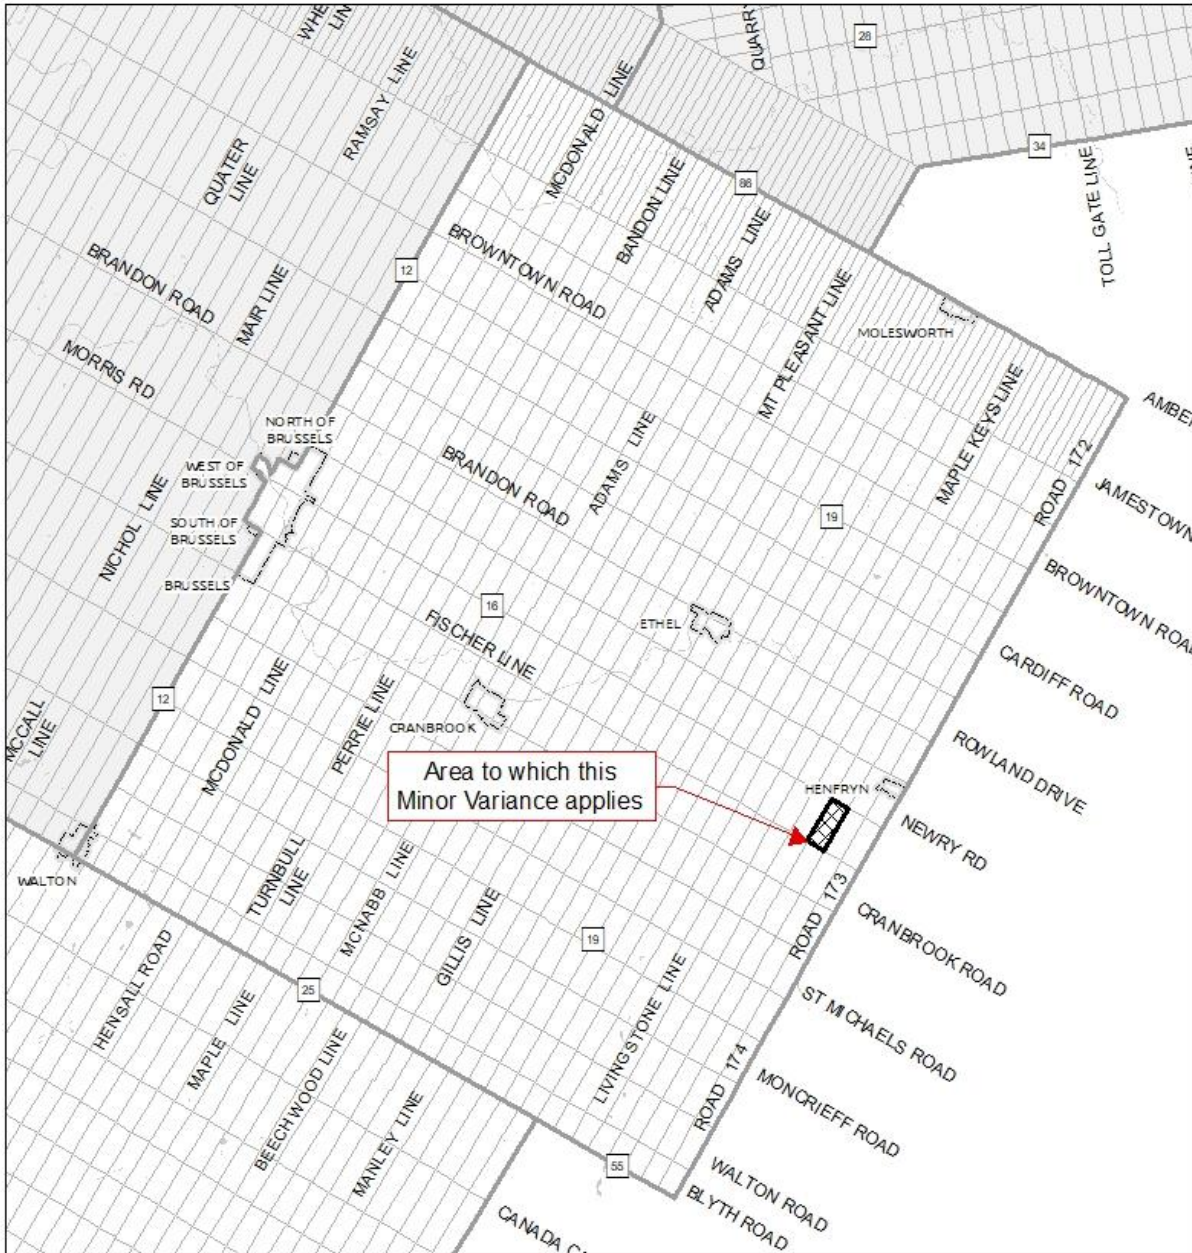 WHE
LIN
RAMSAY LINE
QUARRY
28
MCDONALD LINE
34
TOLL GATE LINE
NE
QUATER
LINE
BANDON LINE
86
ADAMS LINE
BRANDON ROAD
MAIR LINE
12
BROWNTOWN ROAD
MT PLEASANT LINE
MOLESWORTH
MORRIS RD
MAPLE KEYS LINE
AMBE
NORTH OF
BRUSSELS
WEST OF
BRUSSELS
BRANDON ROAD
ADAMS LINE
ROAD 172
JAMESTOWN
NICHOL LINE
SOUTH OF
BRUSSELS
19
BRUSSELS
BROWNTOWN ROAD
16
FISCHER LINE
ETHEL
CARDIFF ROAD
12
MCDONALD LINE
PERRIE LINE
CRANBROOK
MCCALL
LINE
ROWLAND DRIVE
Area to which this
Minor Variance applies
HENFRYN
NEWRY RD
WALTON
TURNBULL
LINE
MCNABB LINE
GILLIS LINE
19
ROAD 173
CRANBROOK ROAD
HENSALL ROAD
25
LIVINGSTONE LINE
ST MICHAELS ROAD
MAPLE LINE
BEECHWOOD LINE
MANLEY LINE
ROAD 174
MONCRIEFF ROAD
55
WALTON ROAD
BLYTH ROAD
CANADA C